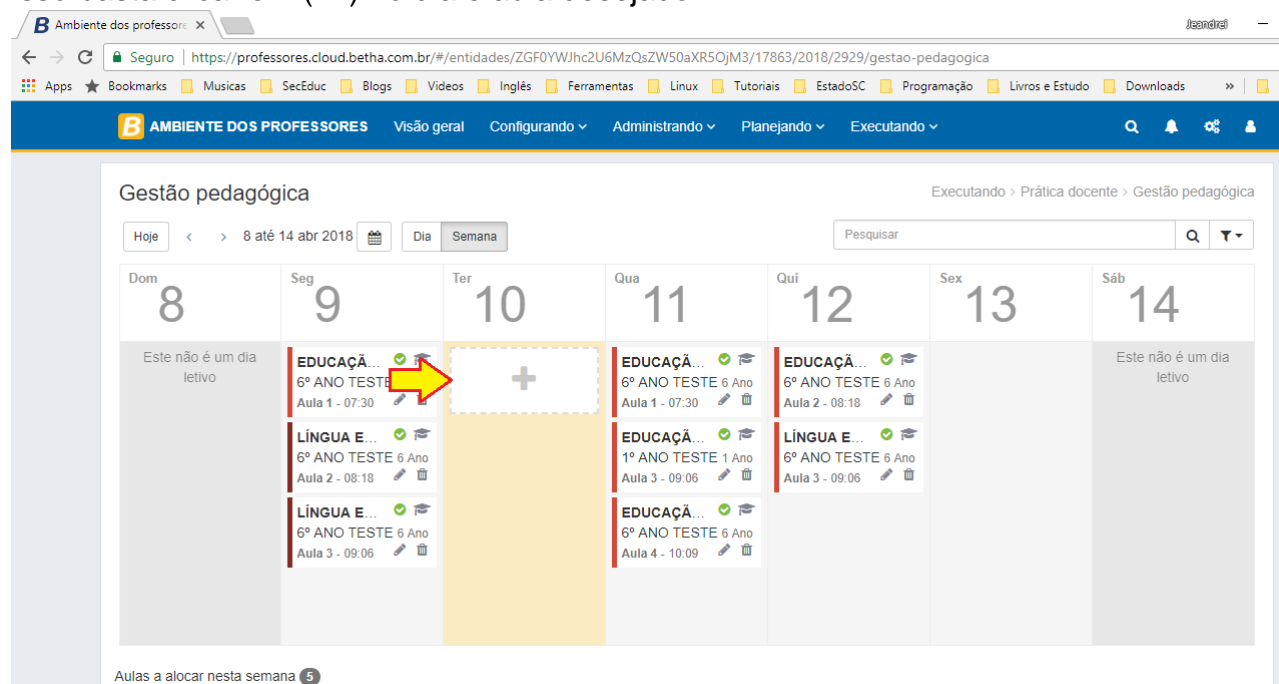 Ambiente dos professore
Jeandrei
Seguro | https://professores.cloud.betha.com.br/#/entidades/ZGF0YWJhc2U6MzQsZW50aXR5OjM3/17863/2018/2929/gestao-pedagogica
Apps Bookmarks Musicas SecEduc Blogs Videos Inglês Ferramentas Linux Tutoriais EstadoSC Programação Livros e Estudo Downloads »
B AMBIENTE DOS PROFESSORES Visão geral Configurando Administrando Planejando Executando
Gestão pedagógica
Executando > Prática docente > Gestão pedagógica
Hoje < > 8 até 14 abr 2018 Dia Semana
Pesquisar
Dom 8 Seg 9 Ter 10 Qua 11 Qui 12 Sex 13 Sáb 14
Este não é um dia
letivo
EDUCAÇÃ...
6º ANO TESTE
Aula 1 - 07:30
LÍNGUA E...
6º ANO TESTE 6 Ano
Aula 2 - 08:18
LÍNGUA E...
6º ANO TESTE 6 Ano
Aula 3 - 09:06
+
EDUCAÇÃ...
6º ANO TESTE 6 Ano
Aula 1 - 07:30
EDUCAÇÃ...
1º ANO TESTE 1 Ano
Aula 3 - 09:06
EDUCAÇÃ...
6º ANO TESTE 6 Ano
Aula 4 - 10:09
EDUCAÇÃ...
6º ANO TESTE 6 Ano
Aula 2 - 08:18
LÍNGUA E...
6º ANO TESTE 6 Ano
Aula 3 - 09:06
Este não é um dia
letivo
Aulas a alocar nesta semana 5